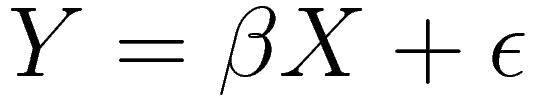 Y = βX + ϵ